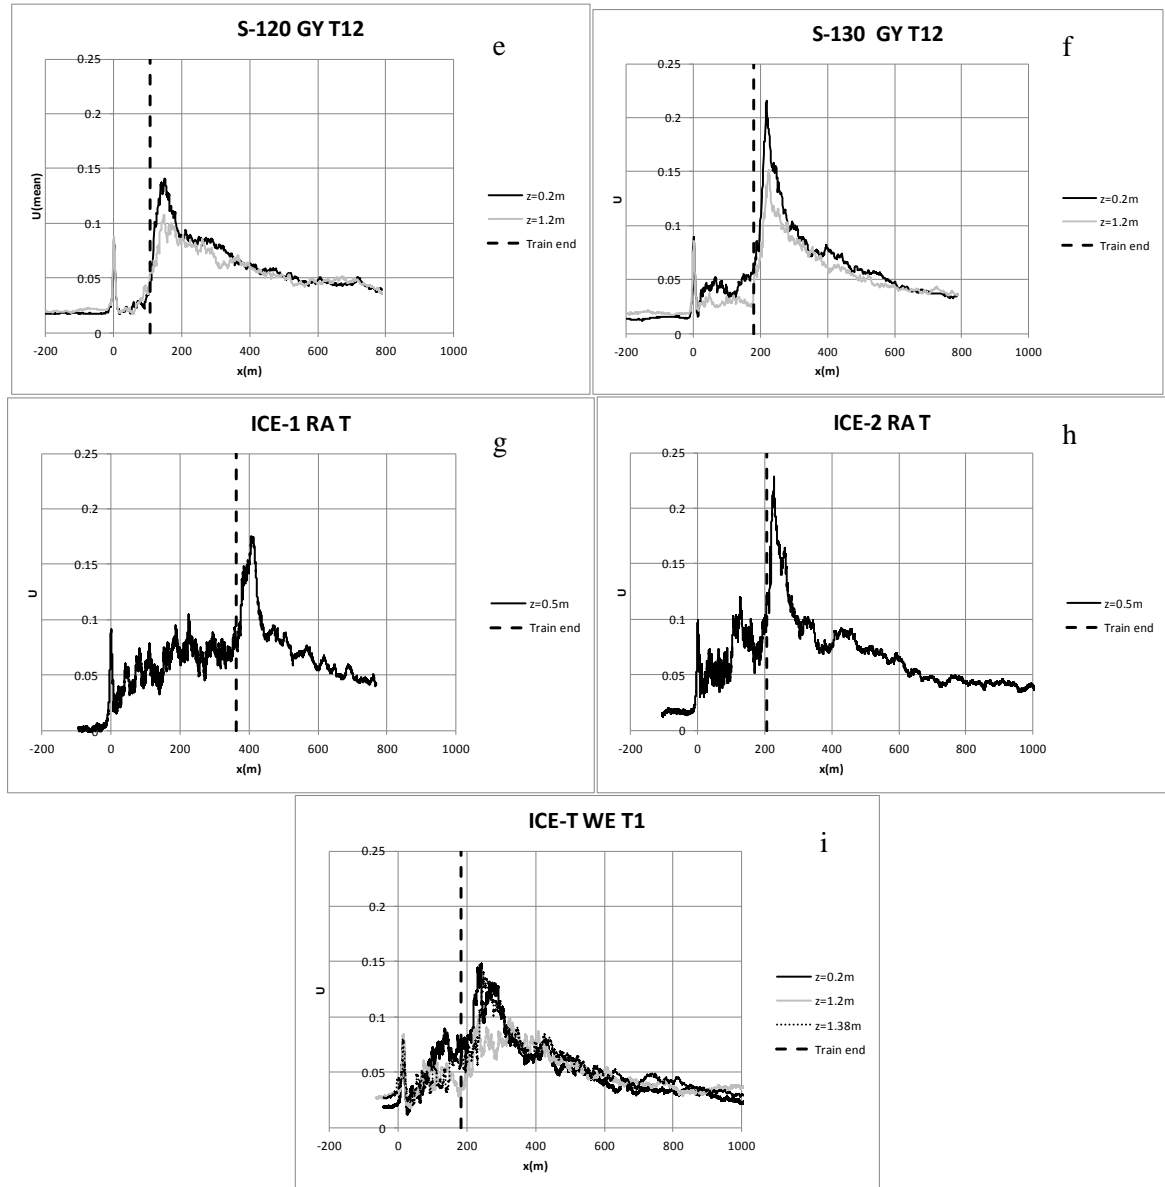 S-120 GY T12
e
0.25
0.2
0.15
0.1
0.05
0
-200 0 200 400 600 800 1000
U(mean)
x(m)
z=0.2m
z=1.2m
Train end
S-130 GY T12
f
0.25
0.2
0.15
0.1
0.05
0
-200 0 200 400 600 800 1000
U
x(m)
z=0.2m
z=1.2m
Train end
ICE-1 RA T
g
0.25
0.2
0.15
0.1
0.05
0
-200 0 200 400 600 800 1000
U
x(m)
z=0.5m
Train end
ICE-2 RA T
h
0.25
0.2
0.15
0.1
0.05
0
-200 0 200 400 600 800 1000
U
x(m)
z=0.5m
Train end
ICE-T WE T1
i
0.25
0.2
0.15
0.1
0.05
0
-200 0 200 400 600 800 1000
U
x(m)
z=0.2m
z=1.2m
z=1.38m
Train end